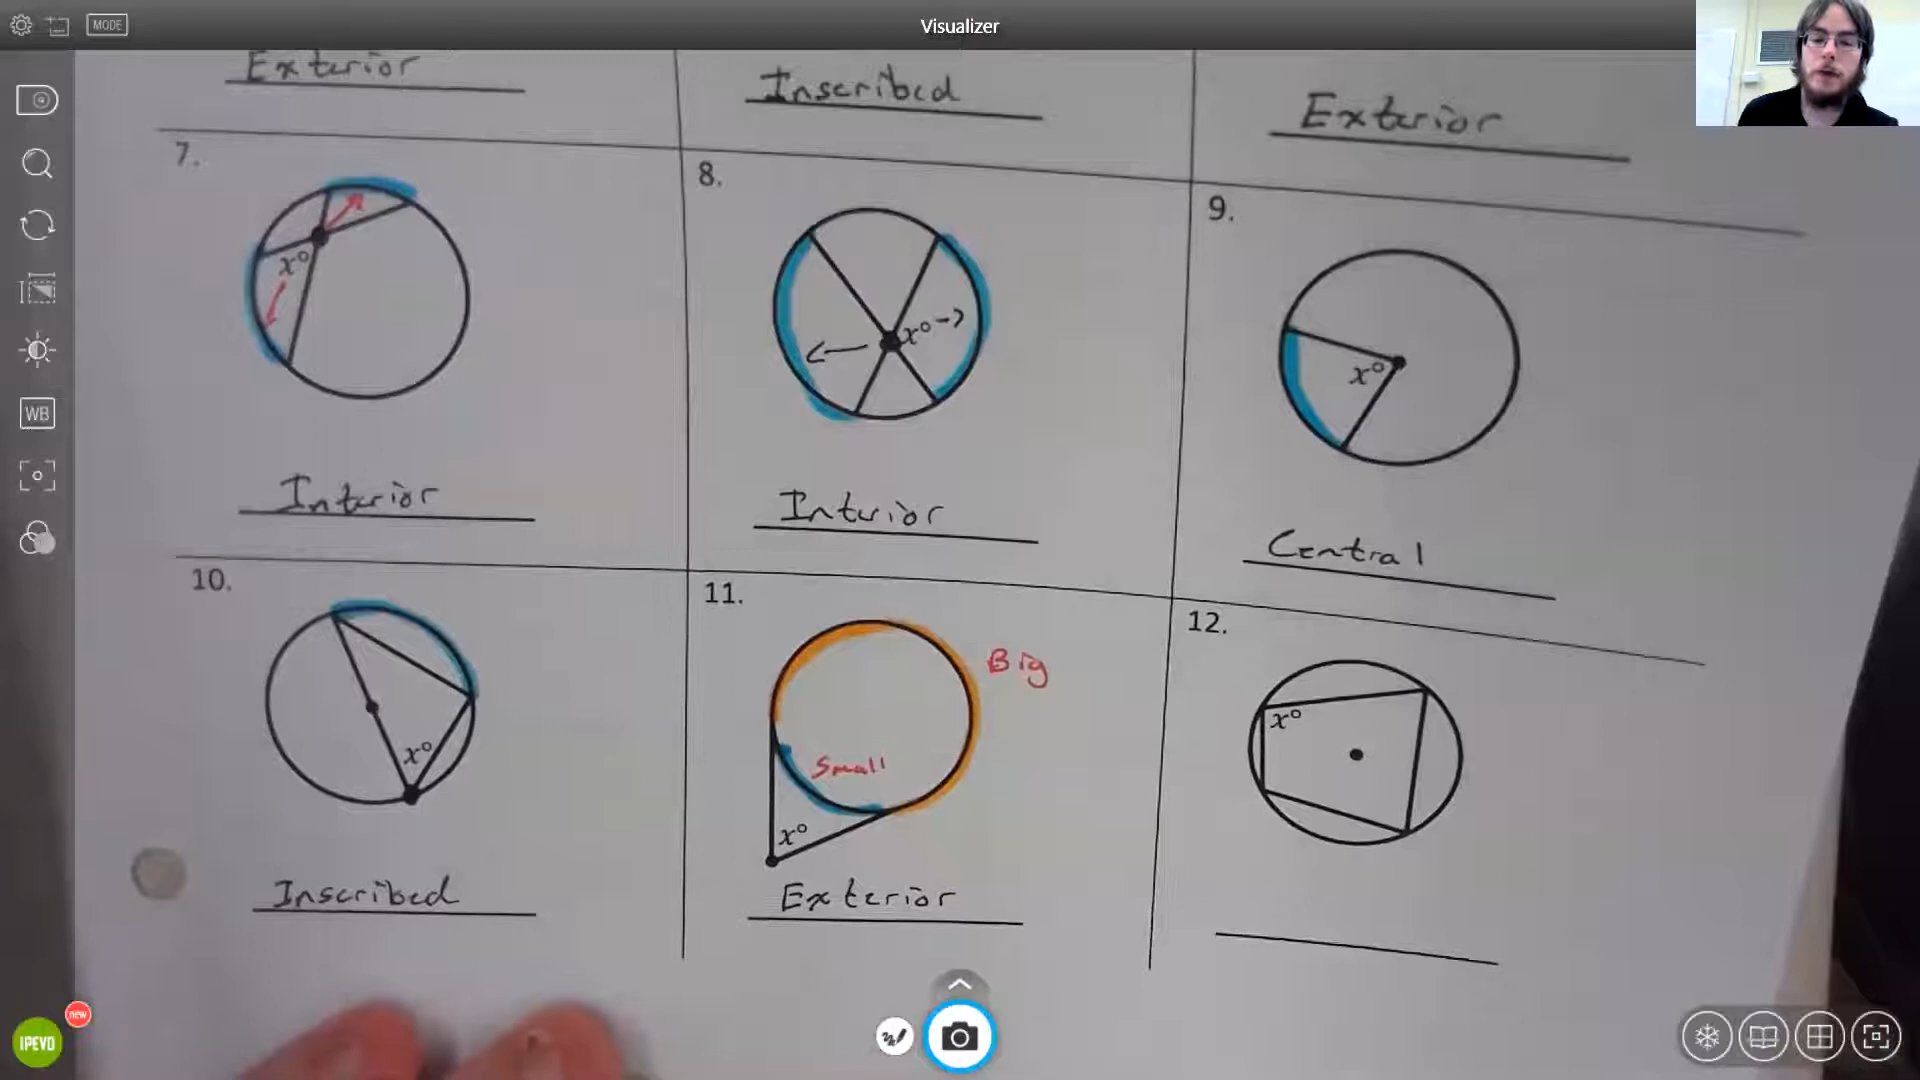 MODE
Visualizer
Exterior
Inscribed
Exterior
7.
x°
Interior
8.
x°
Interior
9.
x°
Central
10.
x°
Inscribed
11.
Big
Small
x°
Exterior
12.
x°
WB
new
IPEVO